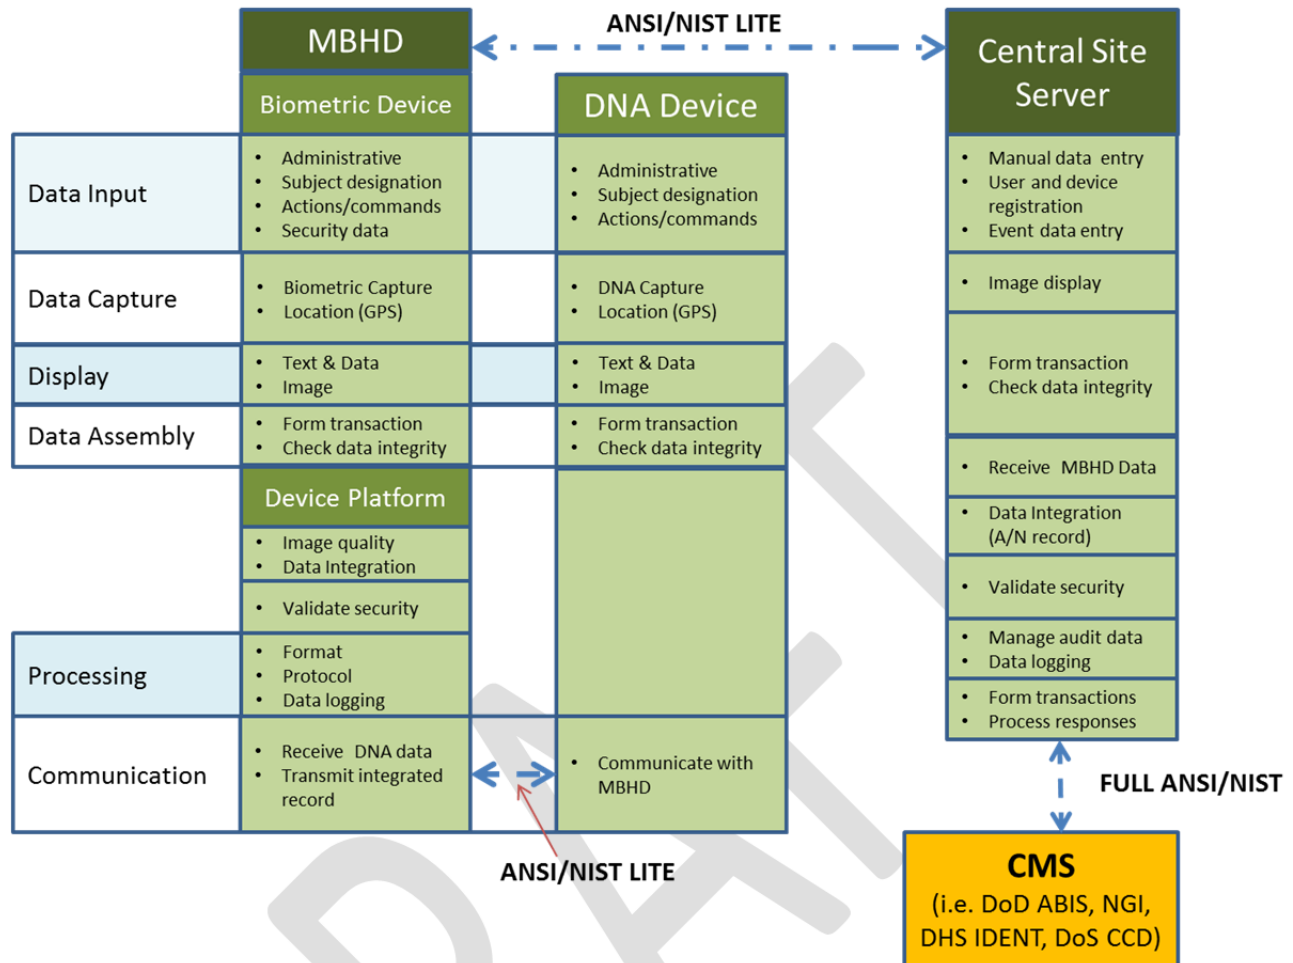 ANSI/NIST LITE
MBHD
Central Site
Server
Biometric Device
DNA Device
Data Input
• Administrative
• Subject designation
• Actions/commands
• Security data
• Administrative
• Subject designation
• Actions/commands
• Manual data entry
• User and device
registration
• Event data entry
Data Capture
• Biometric Capture
• Location (GPS)
• DNA Capture
• Location (GPS)
• Image display
Display
• Text & Data
• Image
• Text & Data
• Image
• Form transaction
• Check data integrity
Data Assembly
• Form transaction
• Check data integrity
• Form transaction
• Check data integrity
Device Platform
• Receive MBHD Data
• Image quality
• Data Integration
• Data Integration
(A/N record)
• Validate security
• Validate security
Processing
• Format
• Protocol
• Data logging
• Manage audit data
• Data logging
• Form transactions
• Process responses
Communication
• Receive DNA data
• Transmit integrated
record
• Communicate with
MBHD
FULL ANSI/NIST
ANSI/NIST LITE
CMS
(i.e. DoD ABIS, NGI,
DHS IDENT, DoS CCD)
DRAFT